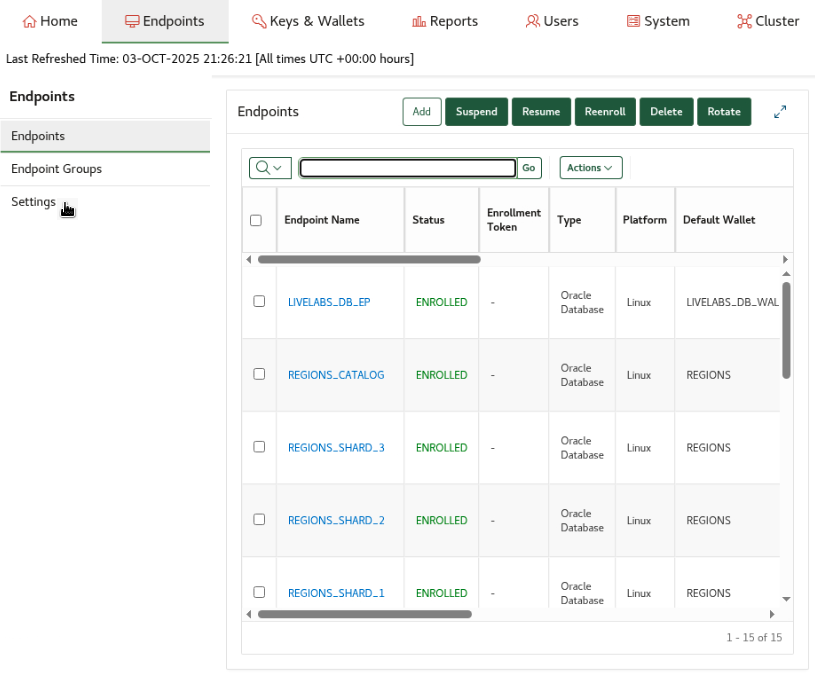 Home Endpoints Keys & Wallets Reports Users System Cluster
Last Refreshed Time: 03-OCT-2025 21:26:21 [All times UTC +00:00 hours]
Endpoints
Endpoints
Endpoint Groups
Settings
Endpoints Add Suspend Resume Reenroll Delete Rotate
Go Actions
Endpoint Name Status Enrollment Token Type Platform Default Wallet
LIVELABS_DB_EP ENROLLED - Oracle Database Linux LIVELABS_DB_WAL
REGIONS_CATALOG ENROLLED - Oracle Database Linux REGIONS
REGIONS_SHARD_3 ENROLLED - Oracle Database Linux REGIONS
REGIONS_SHARD_2 ENROLLED - Oracle Database Linux REGIONS
REGIONS_SHARD_1 ENROLLED - Oracle Database Linux REGIONS
1 - 15 of 15